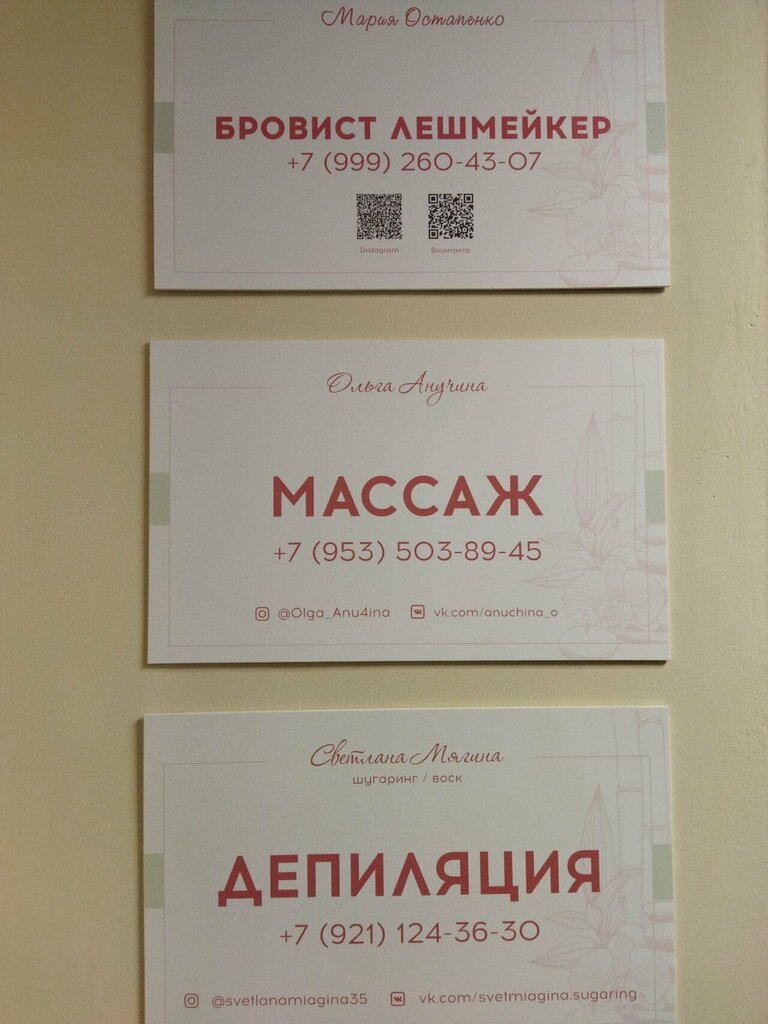 Мария Остапенко
БРОВИСТ ЛЕШМЕЙКЕР
+7 (999) 260-43-07
Instagram Вконтакте
Ольга Анучина
МАССАЖ
+7 (953) 503-89-45
@Olga_Anu4ina vk.com/anuchina_o
Светлана Мягина
шугаринг / воск
ДЕПИЛЯЦИЯ
+7 (921) 124-36-30
@svetlanamiagina35 vk.com/svetmiagina.sugaring